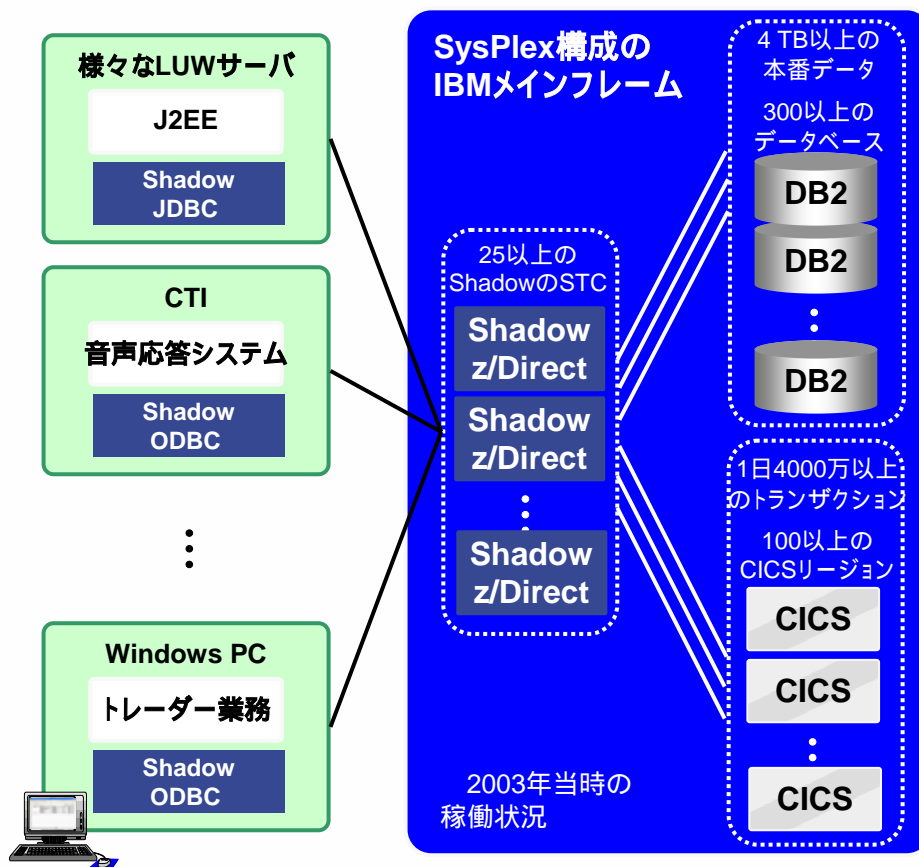 様々なLUWサーバ
J2EE
Shadow
JDBC
CTI
音声応答システム
Shadow
ODBC
Windows PC
トレーダー業務
Shadow
ODBC
SysPlex構成の
IBMメインフレーム
25以上の
ShadowのSTC
Shadow
z/Direct
Shadow
z/Direct
Shadow
z/Direct
2003年当時の
稼働状況
4 TB以上の
本番データ
300以上の
データベース
DB2
DB2
DB2
1日4000万以上
のトランザクション
100以上の
CICSリージョン
CICS
CICS
CICS